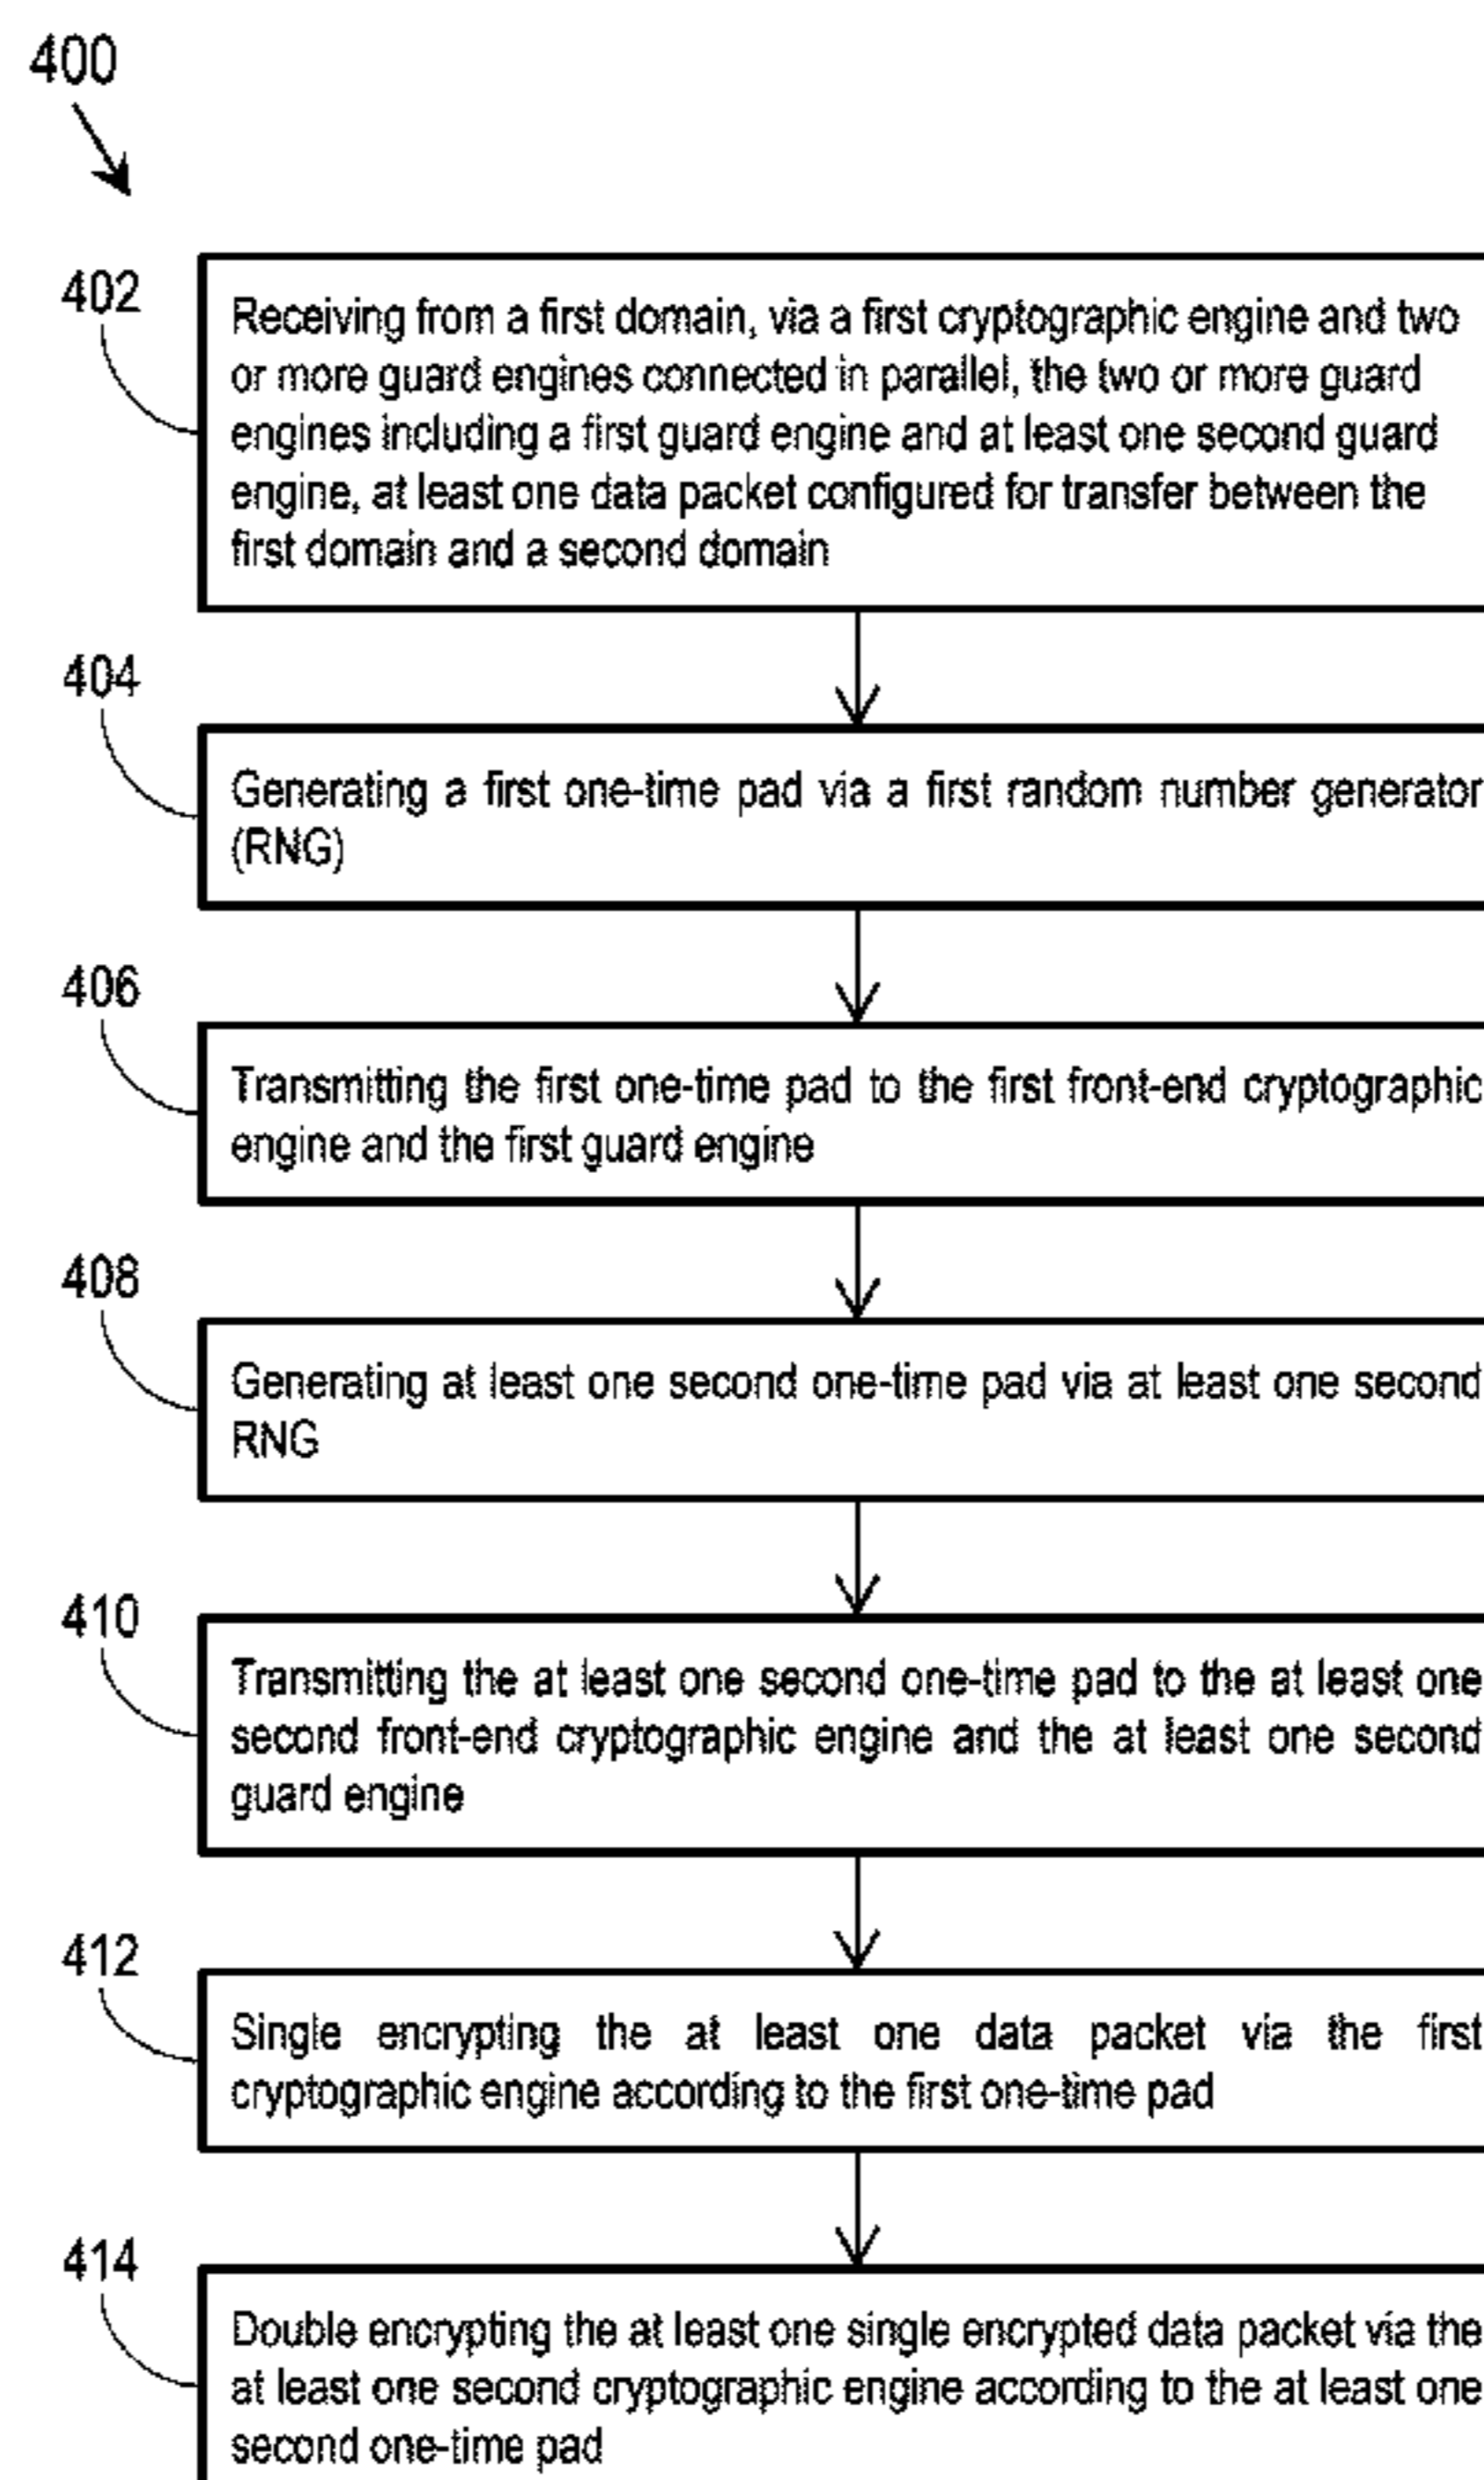 400
402
Receiving from a first domain, via a first cryptographic engine and two
or more guard engines connected in parallel, the two or more guard
engines including a first guard engine and at least one second guard
engine, at least one data packet configured for transfer between the
first domain and a second domain
404
Generating a first one-time pad via a first random number generator
(RNG)
406
Transmitting the first one-time pad to the first front-end cryptographic
engine and the first guard engine
408
Generating at least one second one-time pad via at least one second
RNG
410
Transmitting the at least one second one-time pad to the at least one
second front-end cryptographic engine and the at least one second
guard engine
412
Single encrypting the at least one data packet via the first
cryptographic engine according to the first one-time pad
414
Double encrypting the at least one single encrypted data packet via the
at least one second cryptographic engine according to the at least one
second one-time pad